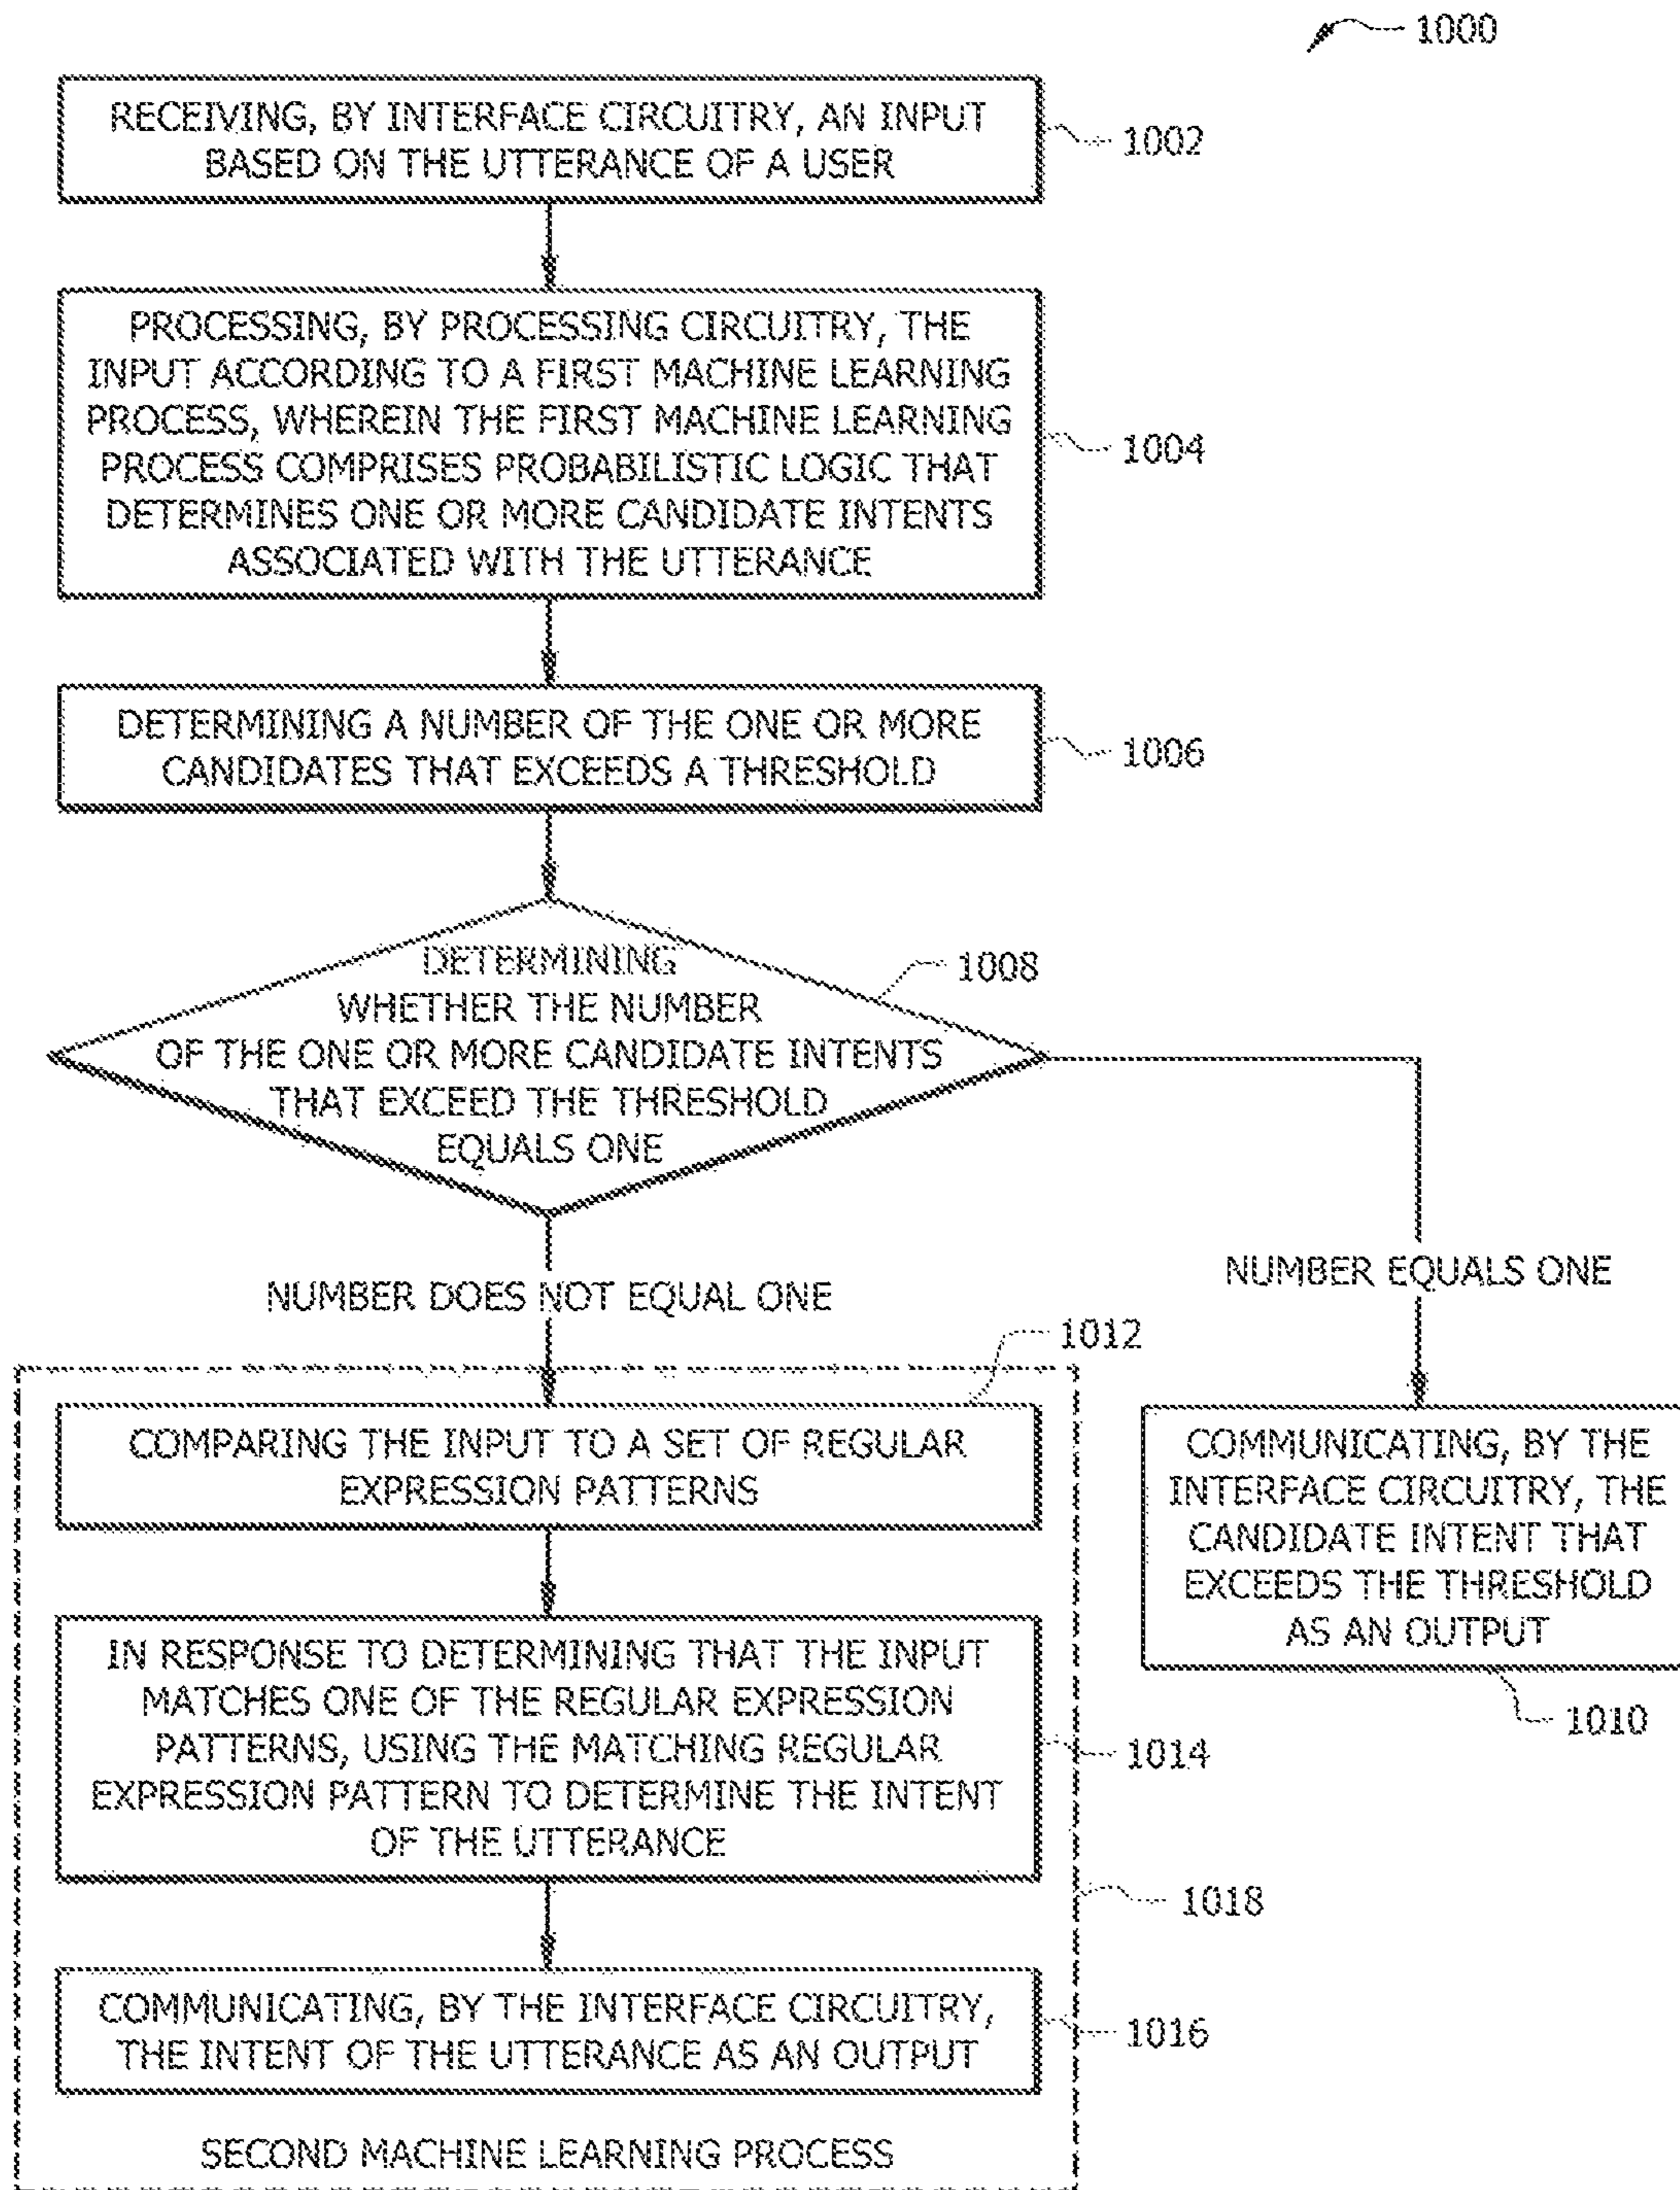 1000
RECEIVING, BY INTERFACE CIRCUITRY, AN INPUT
BASED ON THE UTTERANCE OF A USER
1002
PROCESSING, BY PROCESSING CIRCUITRY, THE
INPUT ACCORDING TO A FIRST MACHINE LEARNING
PROCESS, WHEREIN THE FIRST MACHINE LEARNING
PROCESS COMPRISES PROBABILISTIC LOGIC THAT
DETERMINES ONE OR MORE CANDIDATE INTENTS
ASSOCIATED WITH THE UTTERANCE
1004
DETERMINING A NUMBER OF THE ONE OR MORE
CANDIDATES THAT EXCEEDS A THRESHOLD
1006
DETERMINING
WHETHER THE NUMBER
OF THE ONE OR MORE CANDIDATE INTENTS
THAT EXCEED THE THRESHOLD
EQUALS ONE
1008
NUMBER DOES NOT EQUAL ONE
NUMBER EQUALS ONE
1012
COMPARING THE INPUT TO A SET OF REGULAR
EXPRESSION PATTERNS
COMMUNICATING, BY THE
INTERFACE CIRCUITRY, THE
CANDIDATE INTENT THAT
EXCEEDS THE THRESHOLD
AS AN OUTPUT
1010
IN RESPONSE TO DETERMINING THAT THE INPUT
MATCHES ONE OF THE REGULAR EXPRESSION
PATTERNS, USING THE MATCHING REGULAR
EXPRESSION PATTERN TO DETERMINE THE INTENT
OF THE UTTERANCE
1014
1018
COMMUNICATING, BY THE INTERFACE CIRCUITRY,
THE INTENT OF THE UTTERANCE AS AN OUTPUT
1016
SECOND MACHINE LEARNING PROCESS